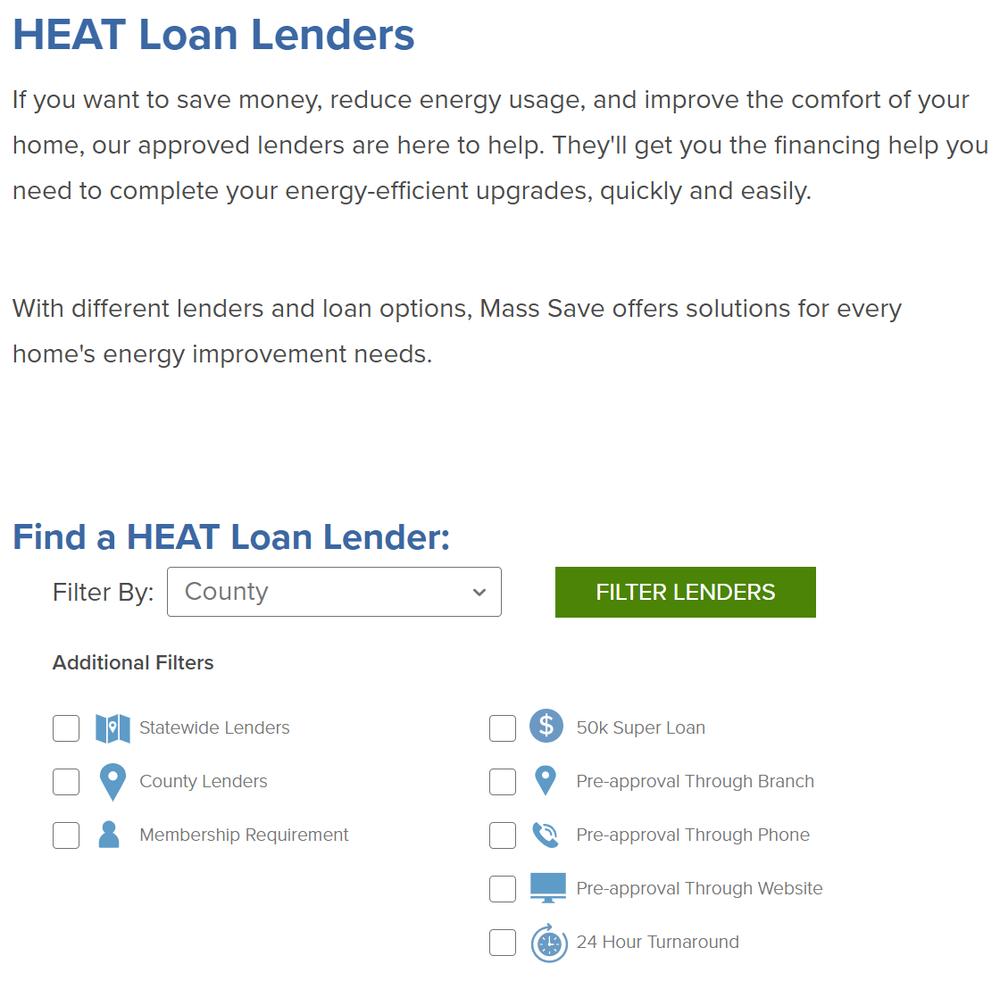 HEAT Loan Lenders
If you want to save money, reduce energy usage, and improve the comfort of your
home, our approved lenders are here to help. They'll get you the financing help you
need to complete your energy-efficient upgrades, quickly and easily.
With different lenders and loan options, Mass Save offers solutions for every
home's energy improvement needs.
Find a HEAT Loan Lender:
Filter By: County FILTER LENDERS
Additional Filters
Statewide Lenders
County Lenders
Membership Requirement
$ 50k Super Loan
Pre-approval Through Branch
Pre-approval Through Phone
Pre-approval Through Website
24 Hour Turnaround